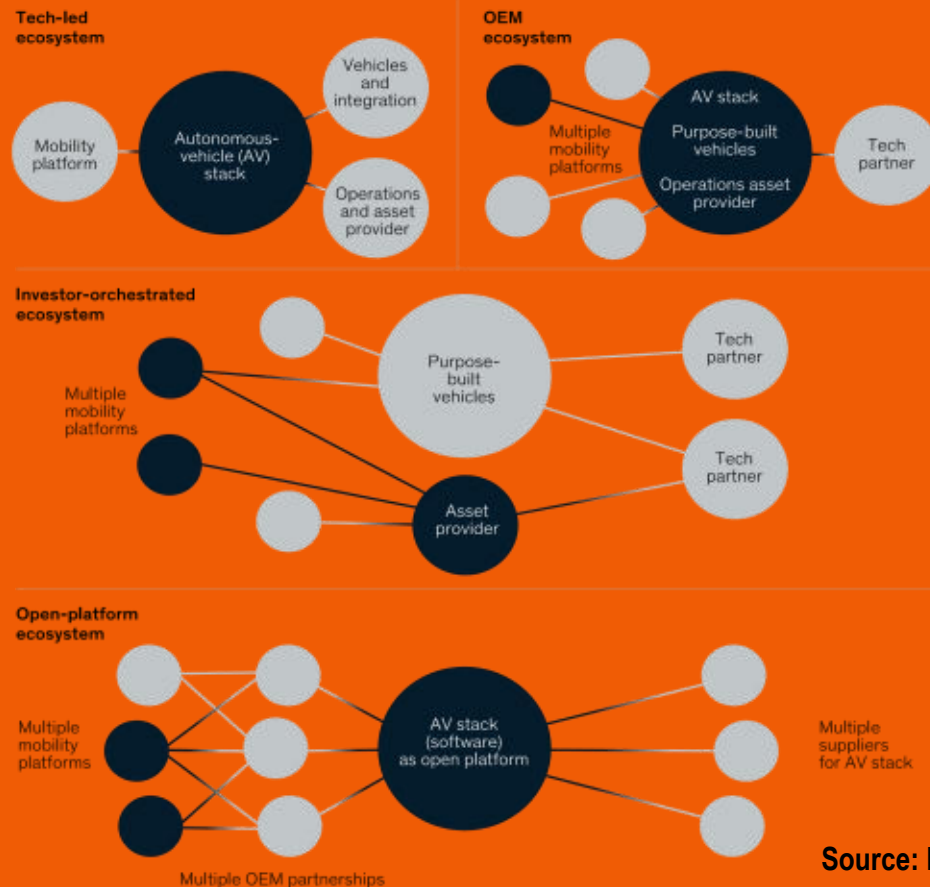 Tech-led
ecosystem
Mobility
platform
Autonomous-
vehicle (AV)
stack
Vehicles
and
integration
Operations
and asset
provider
OEM
ecosystem
Multiple
mobility
platforms
AV stack
Purpose-built
vehicles
Operations asset
provider
Tech
partner
Investor-orchestrated
ecosystem
Multiple
mobility
platforms
Purpose-
built
vehicles
Asset
provider
Tech
partner
Tech
partner
Open-platform
ecosystem
Multiple
mobility
platforms
Multiple OEM partnerships
AV stack
(software)
as open platform
Multiple
suppliers
for AV stack
Source: